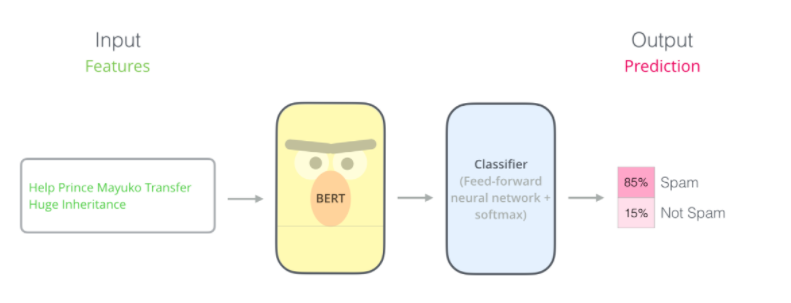 Input
Features
Output
Prediction
Help Prince Mayuko Transfer
Huge Inheritance
BERT
Classifier
(Feed-forward
neural network +
softmax)
85% Spam
15% Not Spam